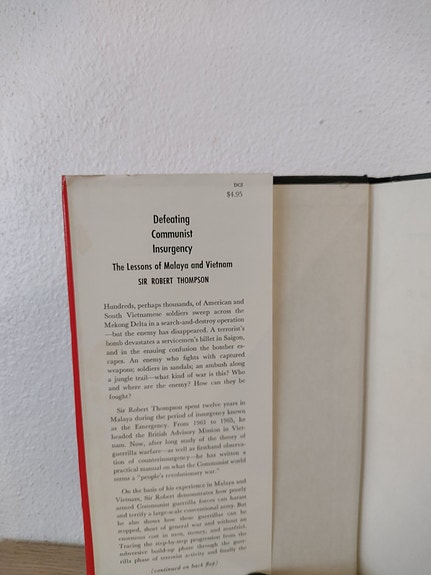 DCI
$4.95
Defeating
Communist
Insurgency
The Lessons of Malaya and Vietnam
SIR ROBERT THOMPSON
Hundreds, perhaps thousands, of American and
South Vietnamese soldiers sweep across the
Mekong Delta in a search-and-destroy operation
—but the enemy has disappeared. A terrorist's
bomb devastates a servicemen's billet in Saigon,
and in the ensuing confusion the bomber es-
capes. An enemy who fights with captured
weapons; soldiers in sandals; an ambush along
a jungle trail—what kind of war is this? Who
and where are the enemy? How can they be
fought?
Sir Robert Thompson spent twelve years in
Malaya during the period of insurgency known
as the Emergency. From 1961 to 1965, he
headed the British Advisory Mission in Viet-
nam. Now, after long study of the theory of
guerrilla warfare—as well as firsthand observa-
tion of counterinsurgency—he has written a
practical manual on what the Communist world
terms a "people's revolutionary war."
On the basis of his experience in Malaya and
Vietnam, Sir Robert demonstrates how poorly
armed Communist guerrilla forces can harass
and terrify a large-scale conventional army. But
he also shows how these guerrillas can be
stopped, short of general war and without an
enormous cost in men, money, and matériel.
Tracing the step-by-step progression from the
subversive build-up phase through the guer-
rilla phase of terrorist activity and finally the
(continued on back flap)